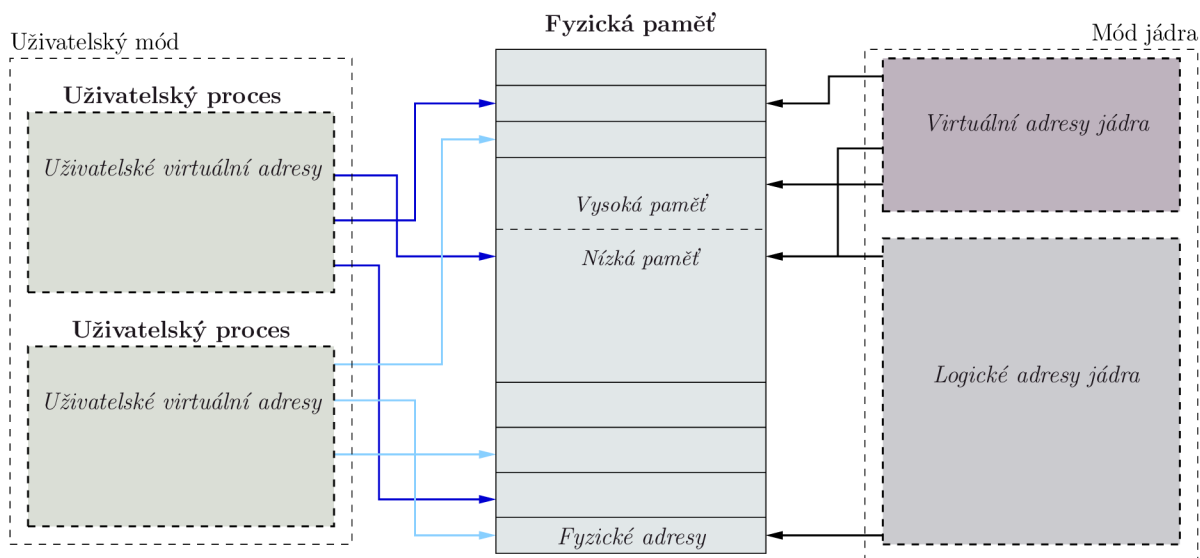 Fyzická paměť
Uživatelský mód
Mód jádra
Uživatelský proces
Uživatelské virtuální adresy
Virtuální adresy jádra
Vysoká paměť
Nízká paměť
Uživatelský proces
Uživatelské virtuální adresy
Logické adresy jádra
Fyzické adresy